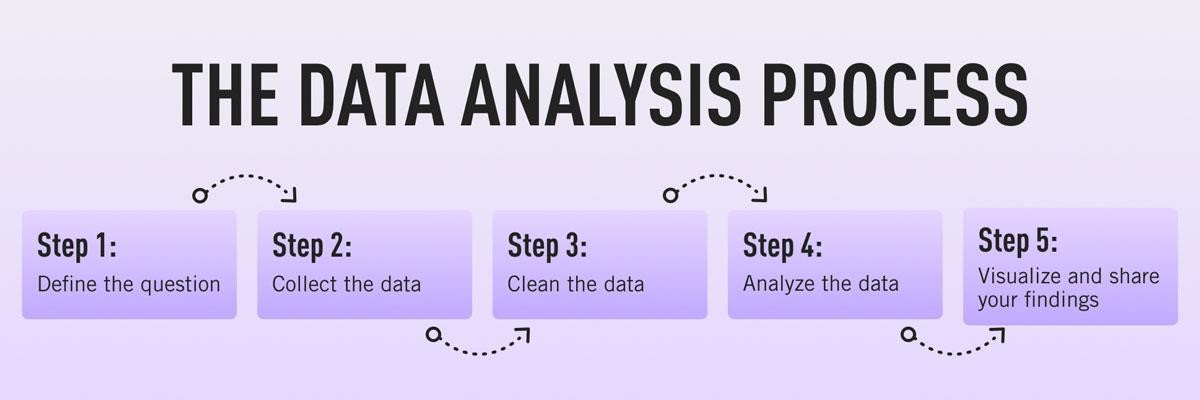 THE DATA ANALYSIS PROCESS
Step 1:
Define the question
Step 2:
Collect the data
Step 3:
Clean the data
Step 4:
Analyze the data
Step 5:
Visualize and share
your findings